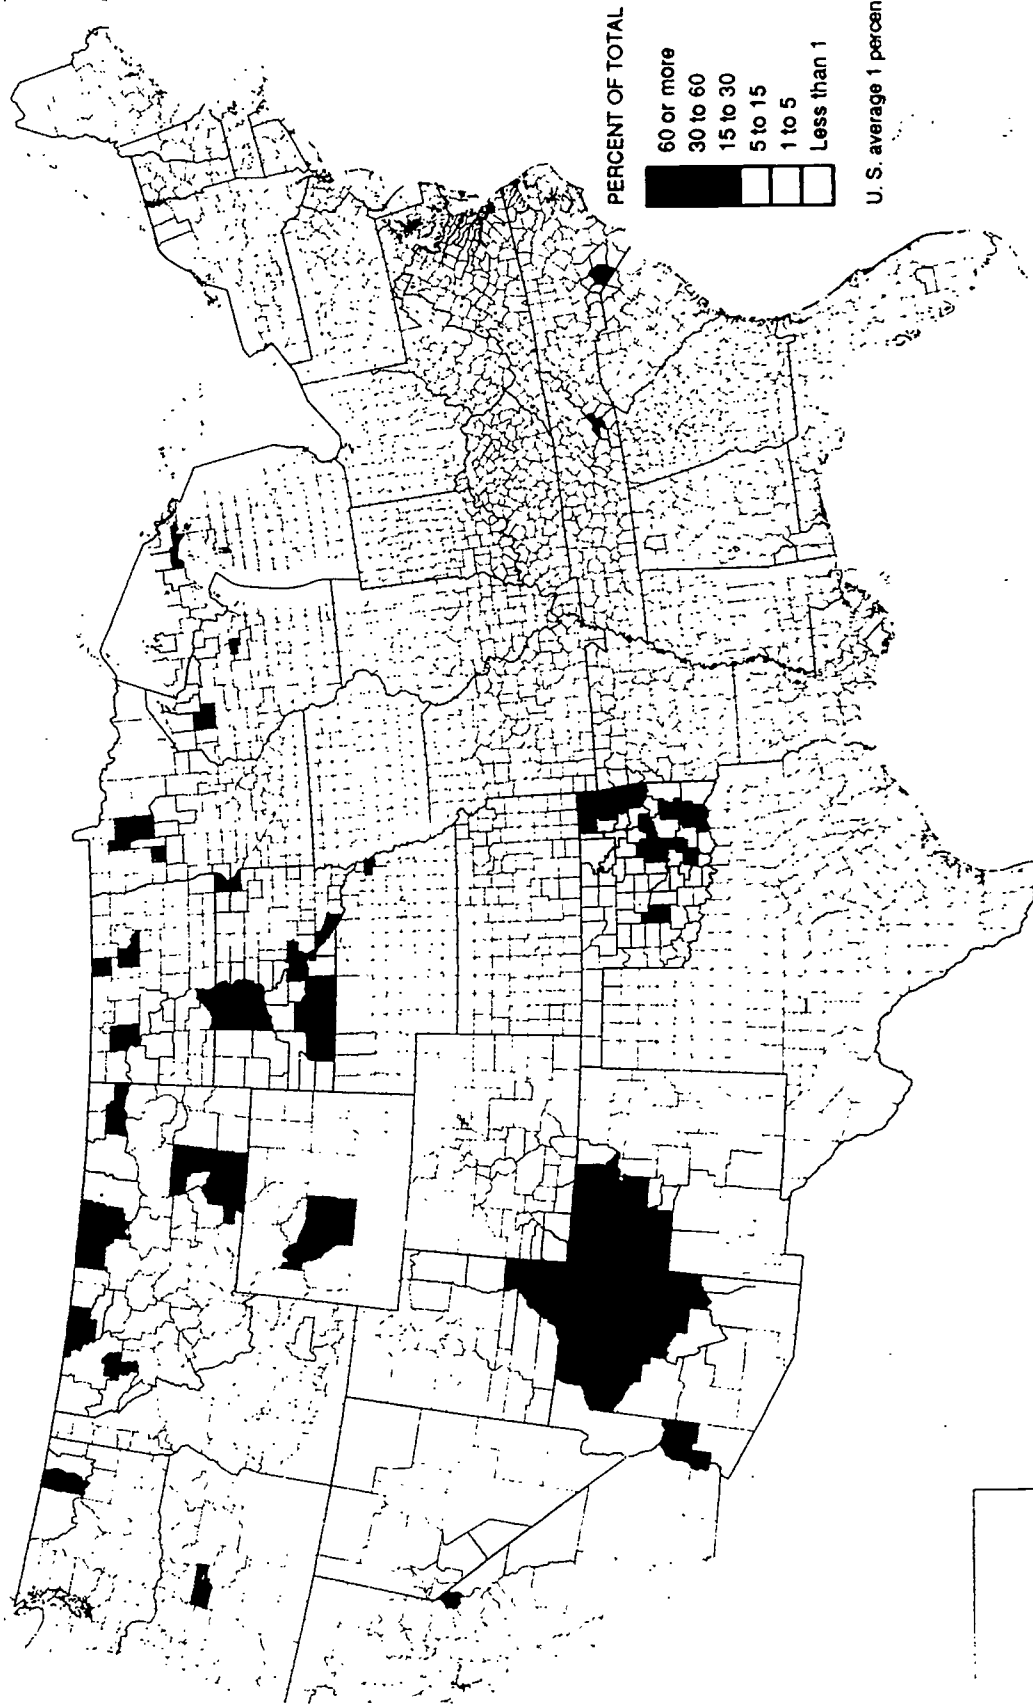 PERCENT OF TOTAL
60 or more
30 to 60
15 to 30
5 to 15
1 to 5
Less than 1
U. S. average 1 percen